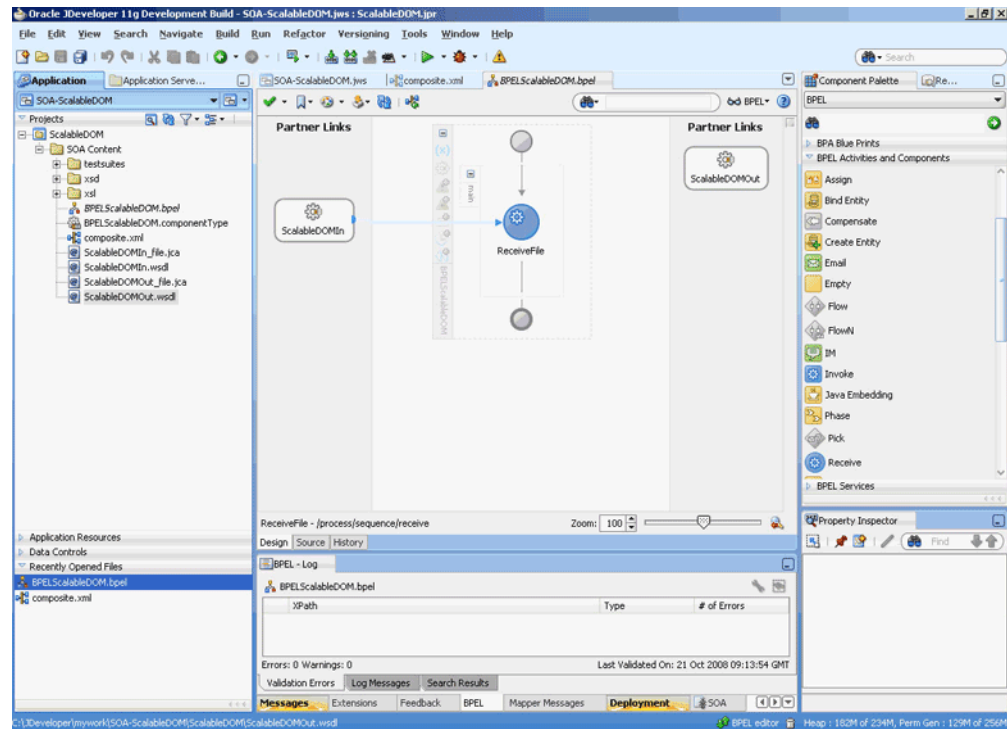 Oracle JDeveloper 11g Development Build - SOA-ScalableDOM.jws : ScalableDOM.jpr
File Edit View Search Navigate Build Run Refactor Versioning Tools Window Help
Search
Application Application Serve...
SOA-ScalableDOM
Projects
ScalableDOM
SOA Content
testsuites
xsd
xsl
BPELScalableDOM.bpel
BPELScalableDOM.componentType
composite.xml
ScalableDOMIn_file.jca
ScalableDOMIn.wsdl
ScalableDOMOut_file.jca
ScalableDOMOut.wsdl
Application Resources
Data Controls
Recently Opened Files
BPELScalableDOM.bpel
composite.xml
SOA-ScalableDOM.jws composite.xml BPELScalableDOM.bpel
BPEL
Partner Links
Partner Links
(x)
main
ScalableDOMIn
ReceiveFile
ScalableDOMOut
BPELScalableDOM
ReceiveFile - /process/sequence/receive
Zoom: 100
Design Source History
BPEL - Log
BPELScalableDOM.bpel
XPath Type # of Errors
Errors: 0 Warnings: 0 Last Validated On: 21 Oct 2008 09:13:54 GMT
Validation Errors Log Messages Search Results
Messages Extensions Feedback BPEL Mapper Messages Deployment SOA
Component Palette Re...
BPEL
BPA Blue Prints
BPEL Activities and Components
Assign
Bind Entity
Compensate
Create Entity
Email
Empty
Flow
FlowN
IM
Invoke
Java Embedding
Phase
Pick
Receive
BPEL Services
Property Inspector
Find
C:\JDeveloper\mywork\SOA-ScalableDOM\ScalableDOM\ScalableDOMOut.wsdl BPEL editor Heap : 182M of 234M, Perm Gen : 129M of 256M